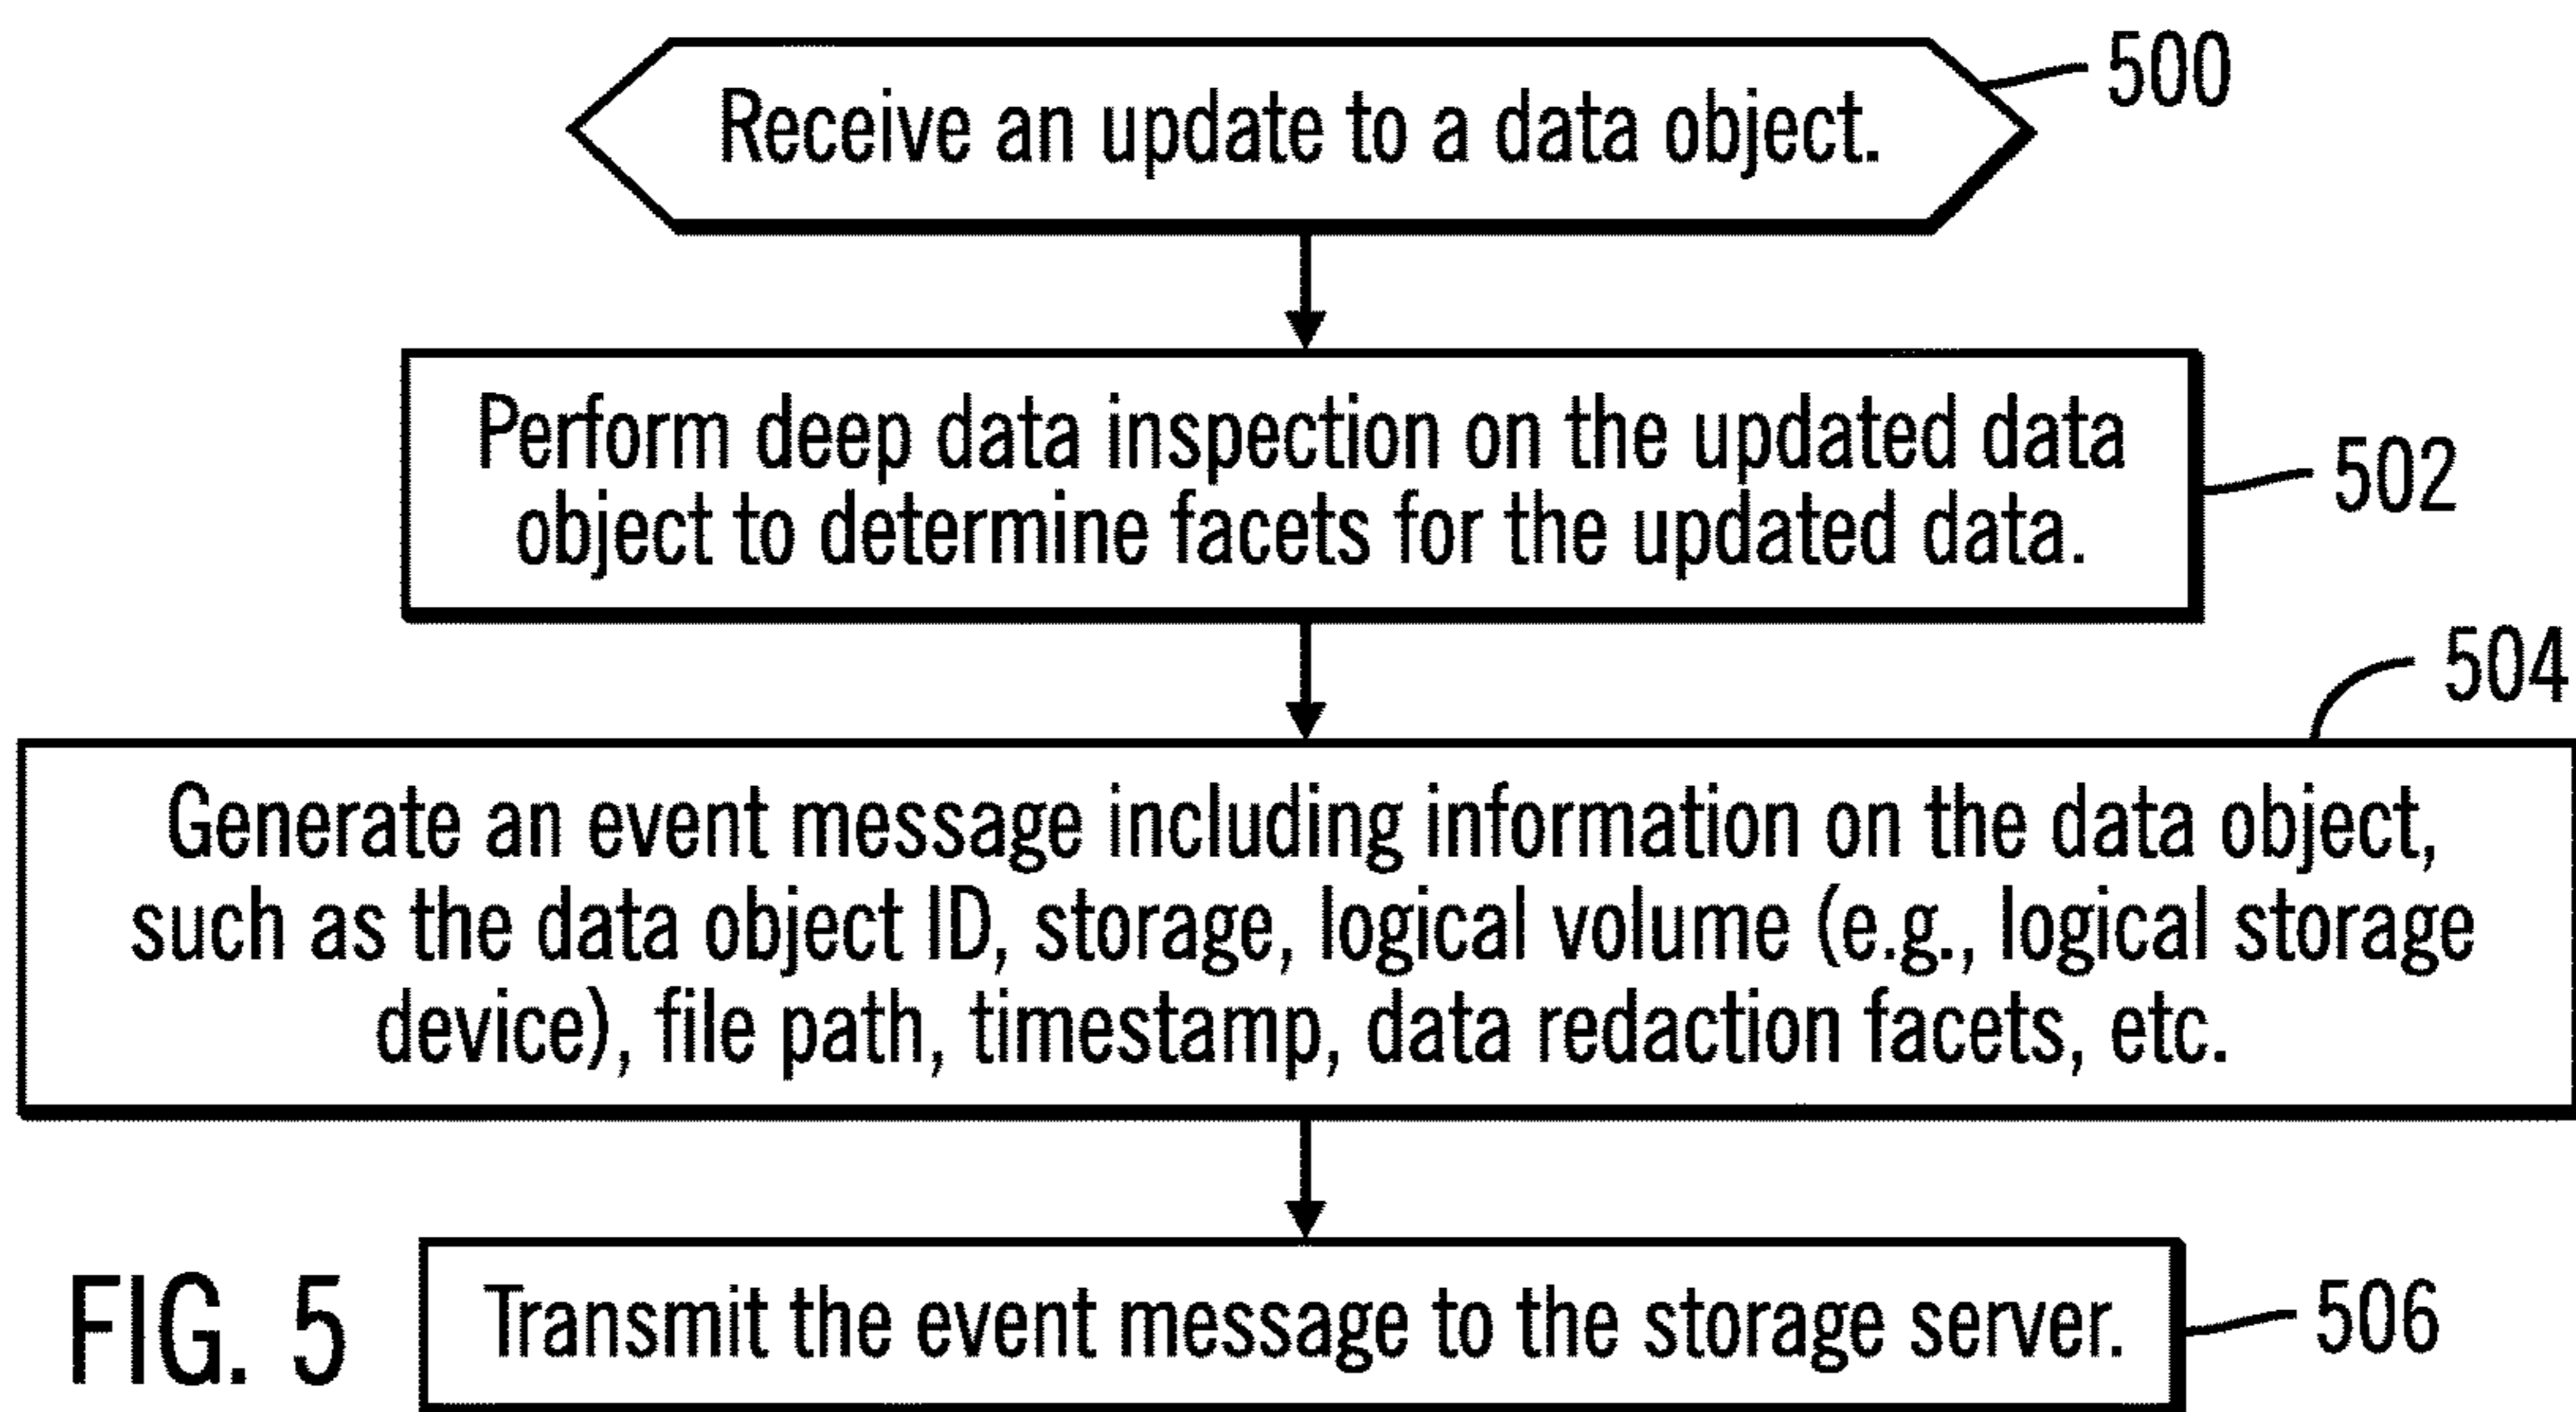 Receive an update to a data object.
500
Perform deep data inspection on the updated data
object to determine facets for the updated data.
502
504
Generate an event message including information on the data object,
such as the data object ID, storage, logical volume (e.g., logical storage
device), file path, timestamp, data redaction facets, etc.
FIG. 5
Transmit the event message to the storage server.
506